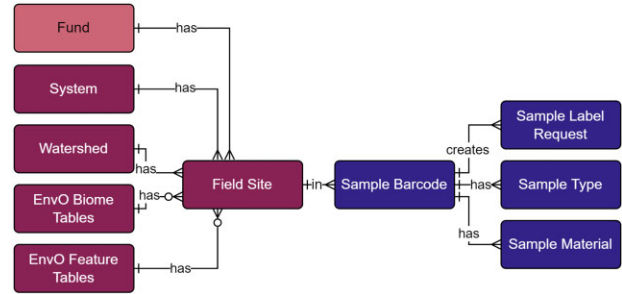 Fund
has
System
has
Watershed
has
EnvO Biome
Tables
has
EnvO Feature
Tables
has
Field Site
in
Sample Barcode
creates
has
has
Sample Label
Request
Sample Type
Sample Material